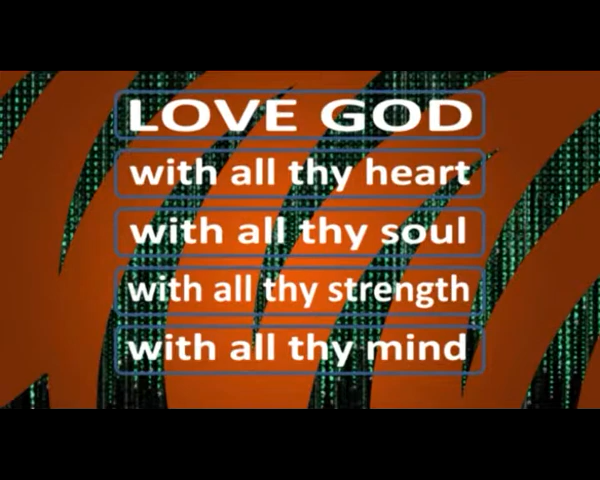 LOVE GOD
with all thy heart
with all thy soul
with all thy strength
with all thy mind